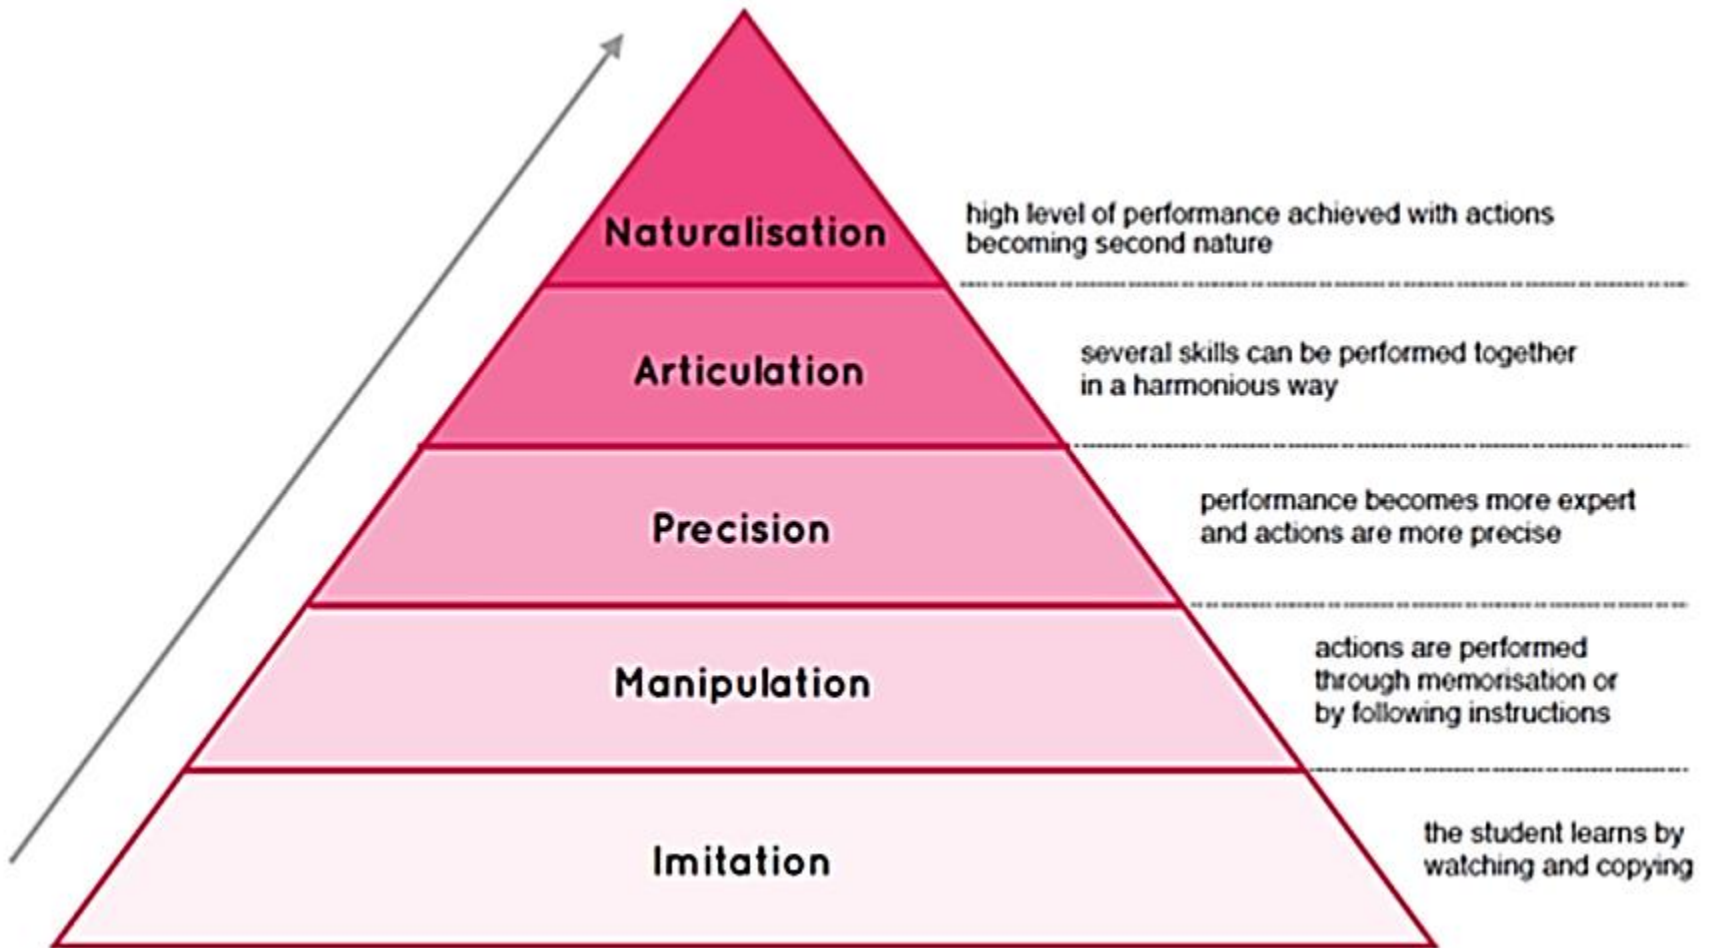 Naturalisation
high level of performance achieved with actions
becoming second nature
Articulation
several skills can be performed together
in a harmonious way
Precision
performance becomes more expert
and actions are more precise
Manipulation
actions are performed
through memorisation or
by following instructions
Imitation
the student learns by
watching and copying